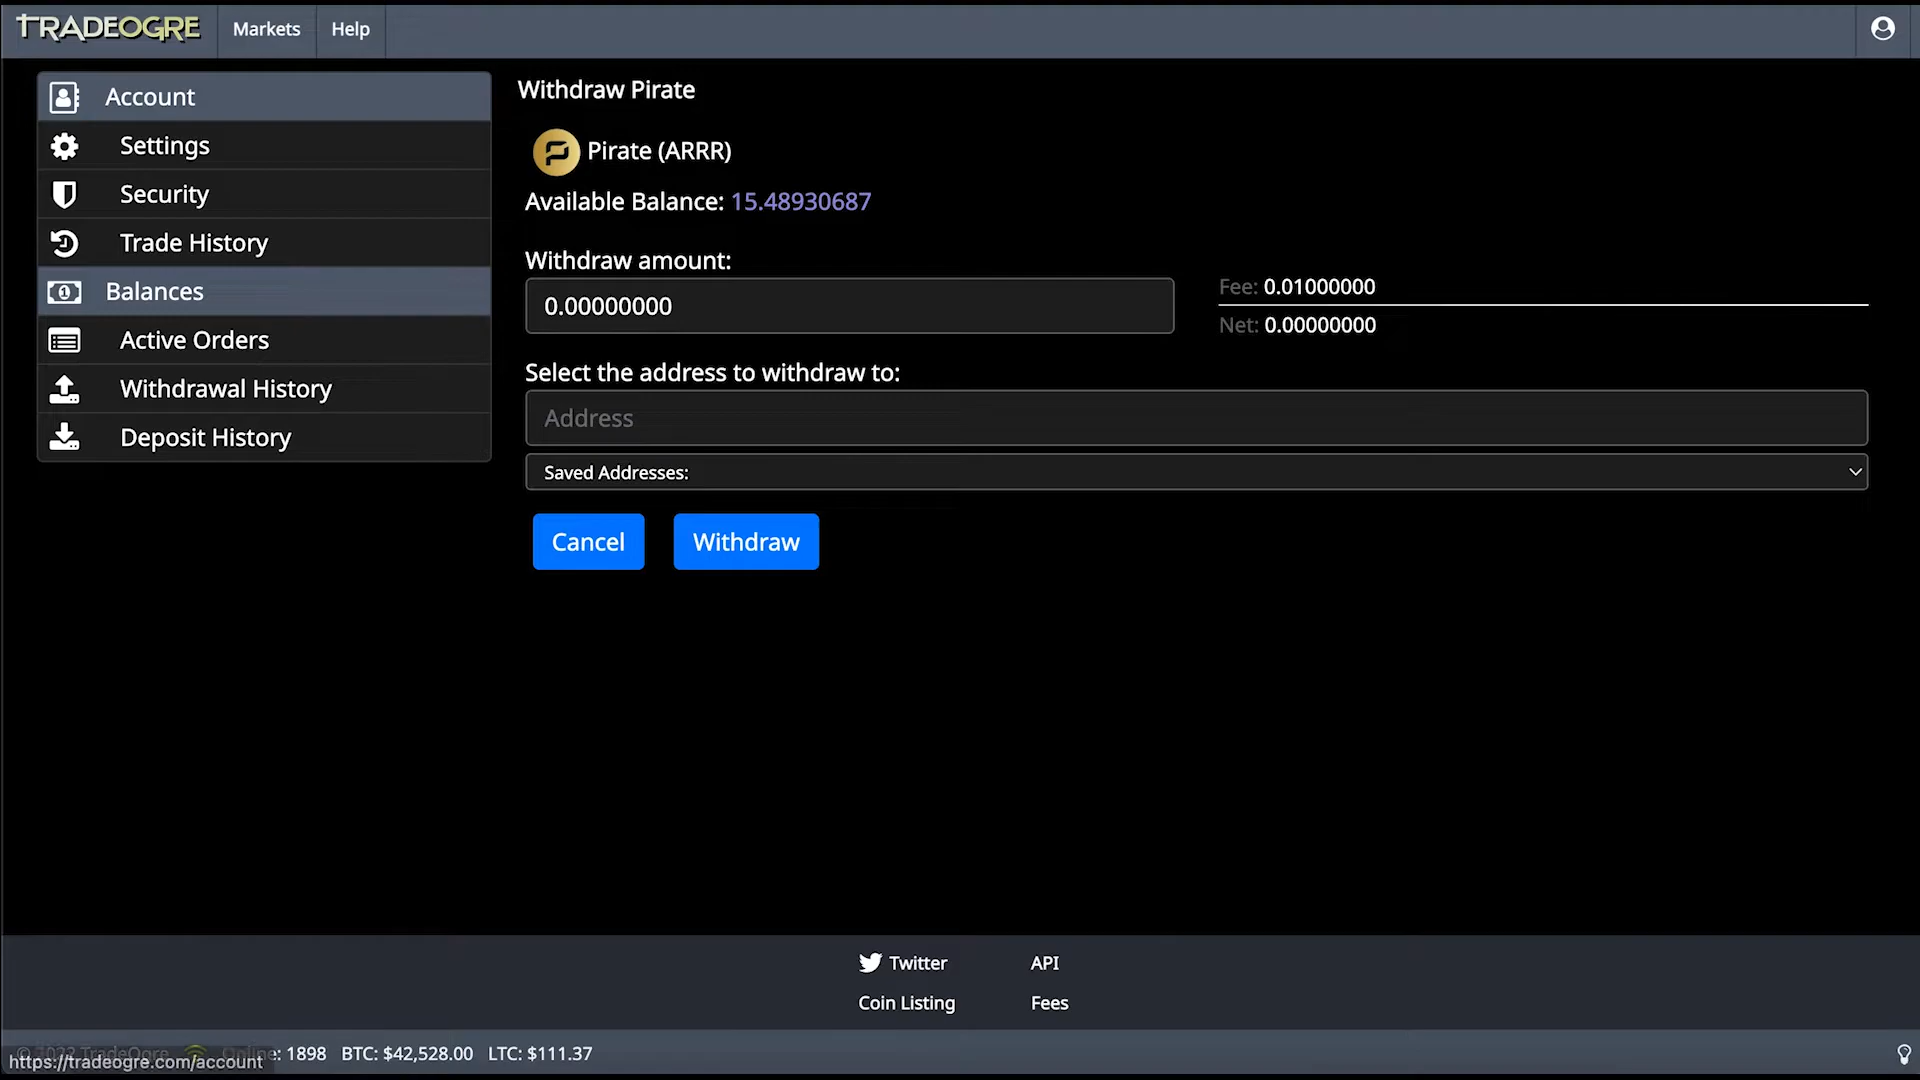 TRADEOGRE
Markets
Help
Account
Settings
Security
Trade History
Balances
Active Orders
Withdrawal History
Deposit History
Withdraw Pirate
Pirate (ARRR)
Available Balance: 15.48930687
Withdraw amount:
0.00000000
Fee: 0.01000000
Net: 0.00000000
Select the address to withdraw to:
Address
Saved Addresses:
Cancel
Withdraw
Twitter
API
Coin Listing
Fees
TradeOgre Online: 1898 BTC: $42,528.00 LTC: $111.37
https://tradeogre.com/account